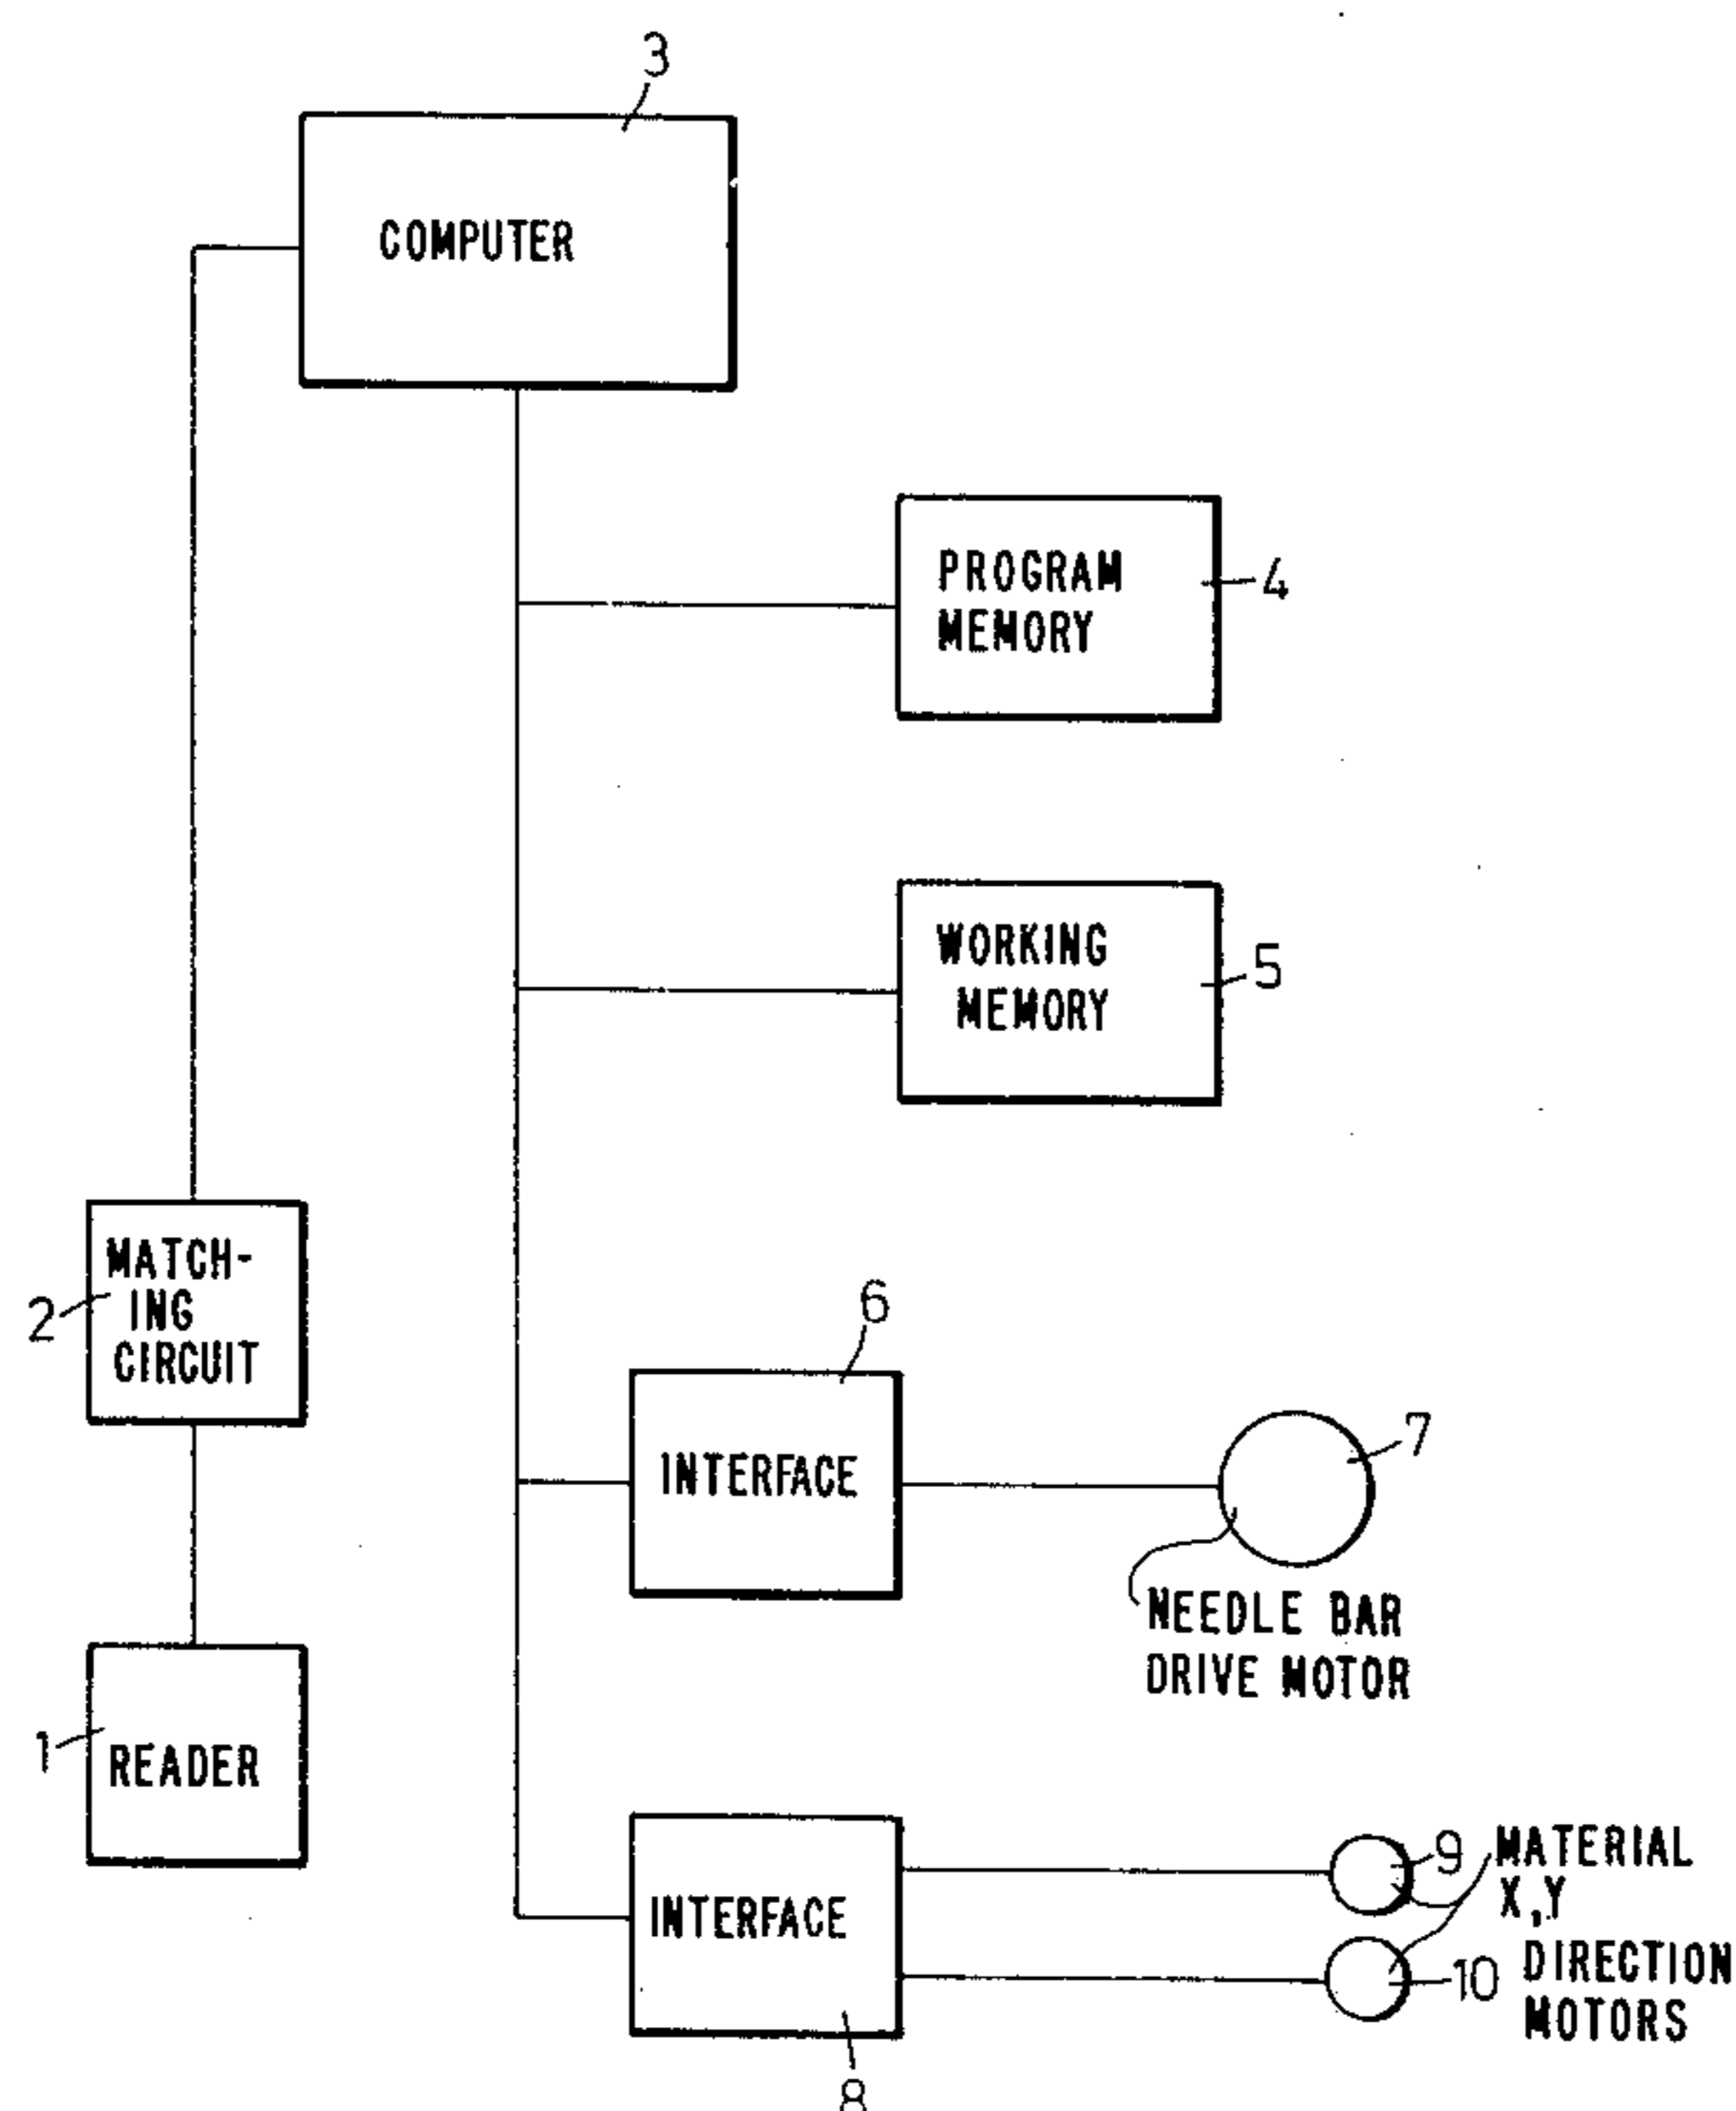 3
COMPUTER
PROGRAM
MEMORY
4
WORKING
MEMORY
5
MATCH-
ING
CIRCUIT
2
6
INTERFACE
7
NEEDLE BAR
DRIVE MOTOR
1
READER
INTERFACE
9
MATERIAL
X,Y
10
DIRECTION
MOTORS
8